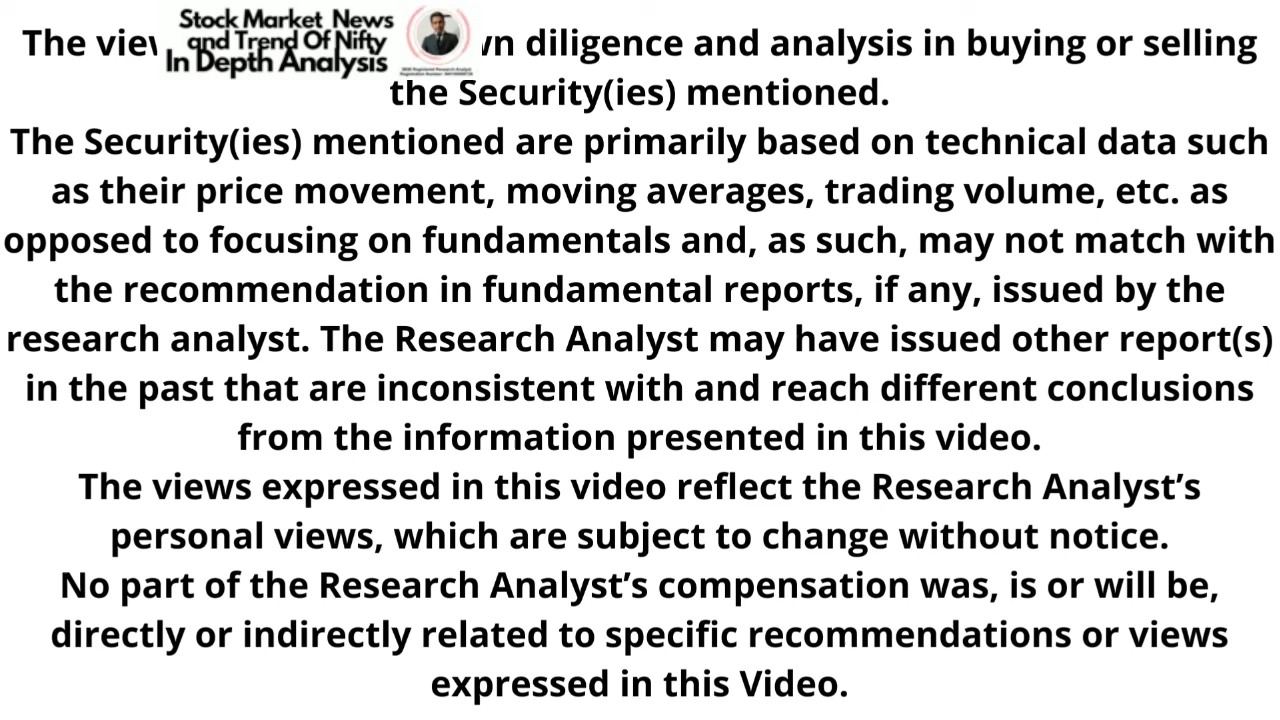 Stock Market News
and Trend Of Nifty
In Depth Analysis
The view wn diligence and analysis in buying or selling
the Security(ies) mentioned.
The Security(ies) mentioned are primarily based on technical data such
as their price movement, moving averages, trading volume, etc. as
opposed to focusing on fundamentals and, as such, may not match with
the recommendation in fundamental reports, if any, issued by the
research analyst. The Research Analyst may have issued other report(s)
in the past that are inconsistent with and reach different conclusions
from the information presented in this video.
The views expressed in this video reflect the Research Analyst’s
personal views, which are subject to change without notice.
No part of the Research Analyst’s compensation was, is or will be,
directly or indirectly related to specific recommendations or views
expressed in this Video.